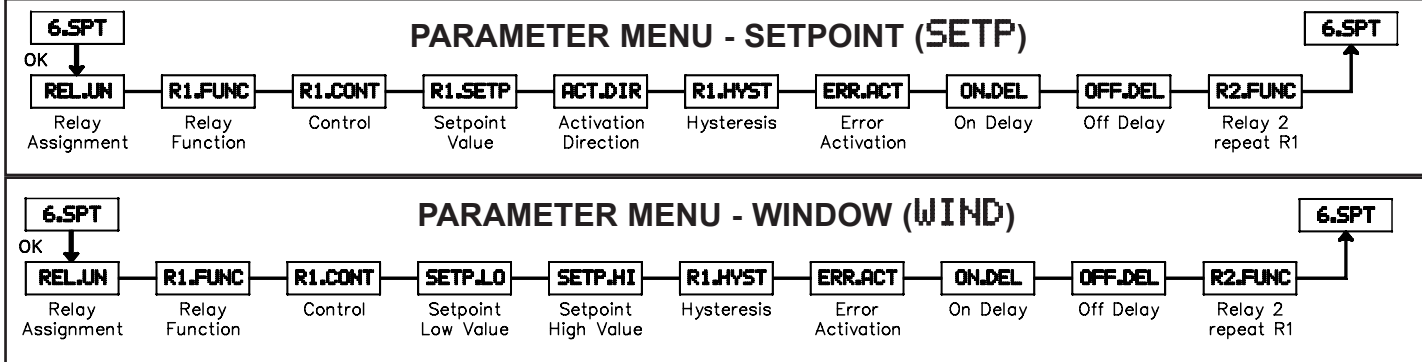 6.SPT
PARAMETER MENU - SETPOINT (SETP)
6.SPT
OK
REL.UN R1.FUNC R1.CONT R1.SETP ACT.DIR R1.HYST ERR.ACT ON.DEL OFF.DEL R2.FUNC
Relay Relay Control Setpoint Activation Hysteresis Error On Delay Off Delay Relay 2
Assignment Function Value Direction Activation repeat R1
6.SPT
PARAMETER MENU - WINDOW (WIND)
6.SPT
OK
REL.UN R1.FUNC R1.CONT SETP.LO SETP.HI R1.HYST ERR.ACT ON.DEL OFF.DEL R2.FUNC
Relay Relay Control Setpoint Setpoint Hysteresis Error On Delay Off Delay Relay 2
Assignment Function Low Value High Value Activation repeat R1